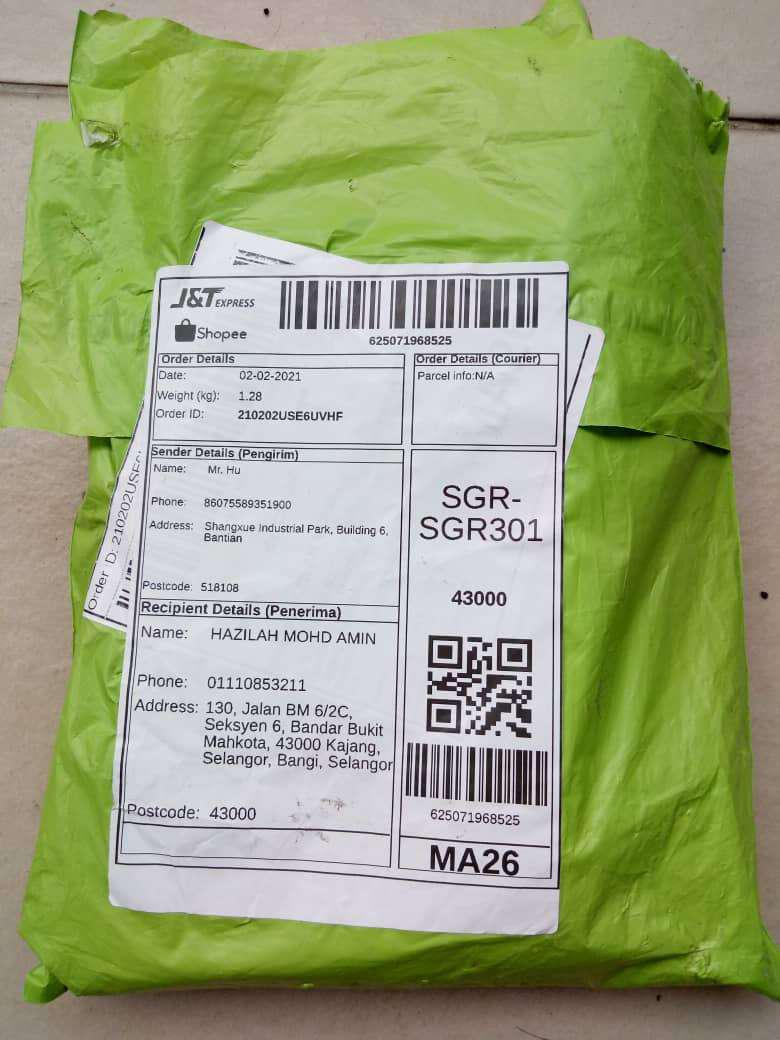 J&T EXPRESS
Shopee
625071968525
Order Details
Date: 02-02-2021
Weight (kg): 1.28
Order ID: 210202USE6UVHF
Order Details (Courier)
Parcel info:N/A
Sender Details (Pengirim)
Name: Mr. Hu
Phone: 86075589351900
Address: Shangxue Industrial Park, Building 6,
Bantian
Postcode: 518108
Recipient Details (Penerima)
Name: HAZILAH MOHD AMIN
Phone: 01110853211
Address: 130, Jalan BM 6/2C,
Seksyen 6, Bandar Bukit
Mahkota, 43000 Kajang,
Selangor, Bangi, Selangor
Postcode: 43000
SGR-
SGR301
43000
625071968525
MA26
Order ID: 210202USE6